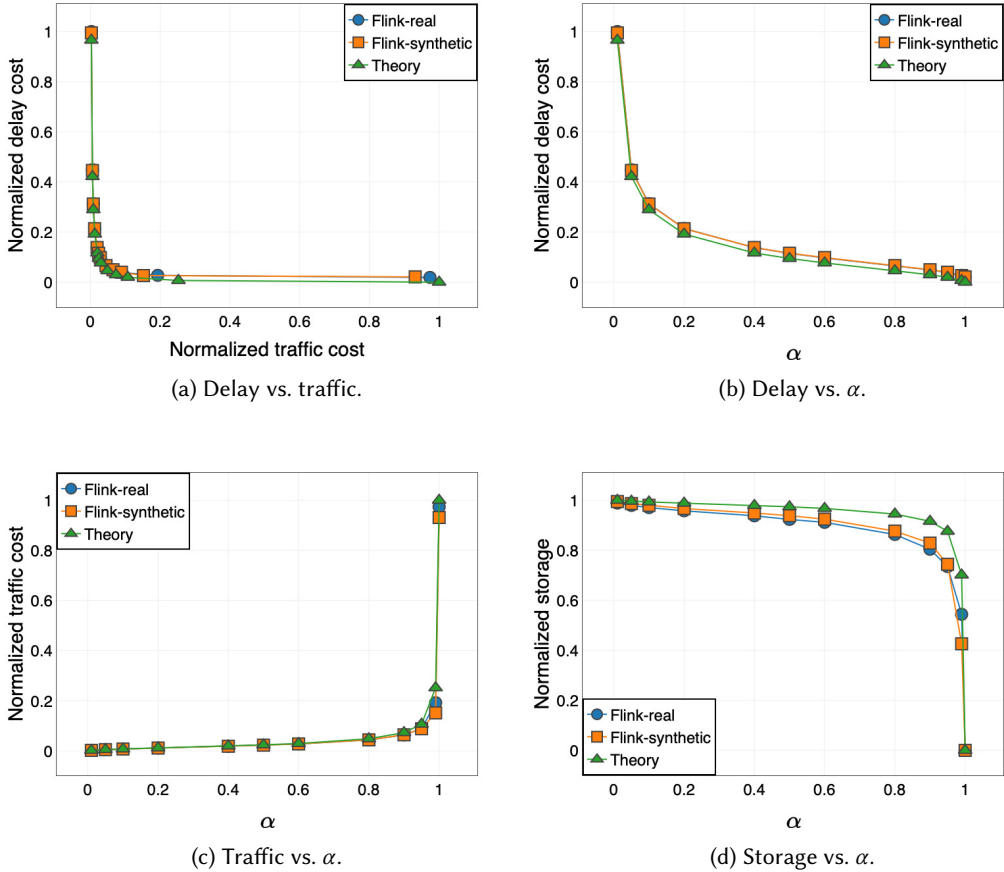 Flink-real
Flink-synthetic
Theory
Normalized delay cost
1
0.8
0.6
0.4
0.2
0
0 0.2 0.4 0.6 0.8 1
Normalized traffic cost
(a) Delay vs. traffic.
Flink-real
Flink-synthetic
Theory
Normalized delay cost
1
0.8
0.6
0.4
0.2
0
0 0.2 0.4 0.6 0.8 1
α
(b) Delay vs. α.
Flink-real
Flink-synthetic
Theory
Normalized traffic cost
1
0.8
0.6
0.4
0.2
0
0 0.2 0.4 0.6 0.8 1
α
(c) Traffic vs. α.
Normalized storage
1
0.8
0.6
0.4
0.2
0
Flink-real
Flink-synthetic
Theory
0 0.2 0.4 0.6 0.8 1
α
(d) Storage vs. α.